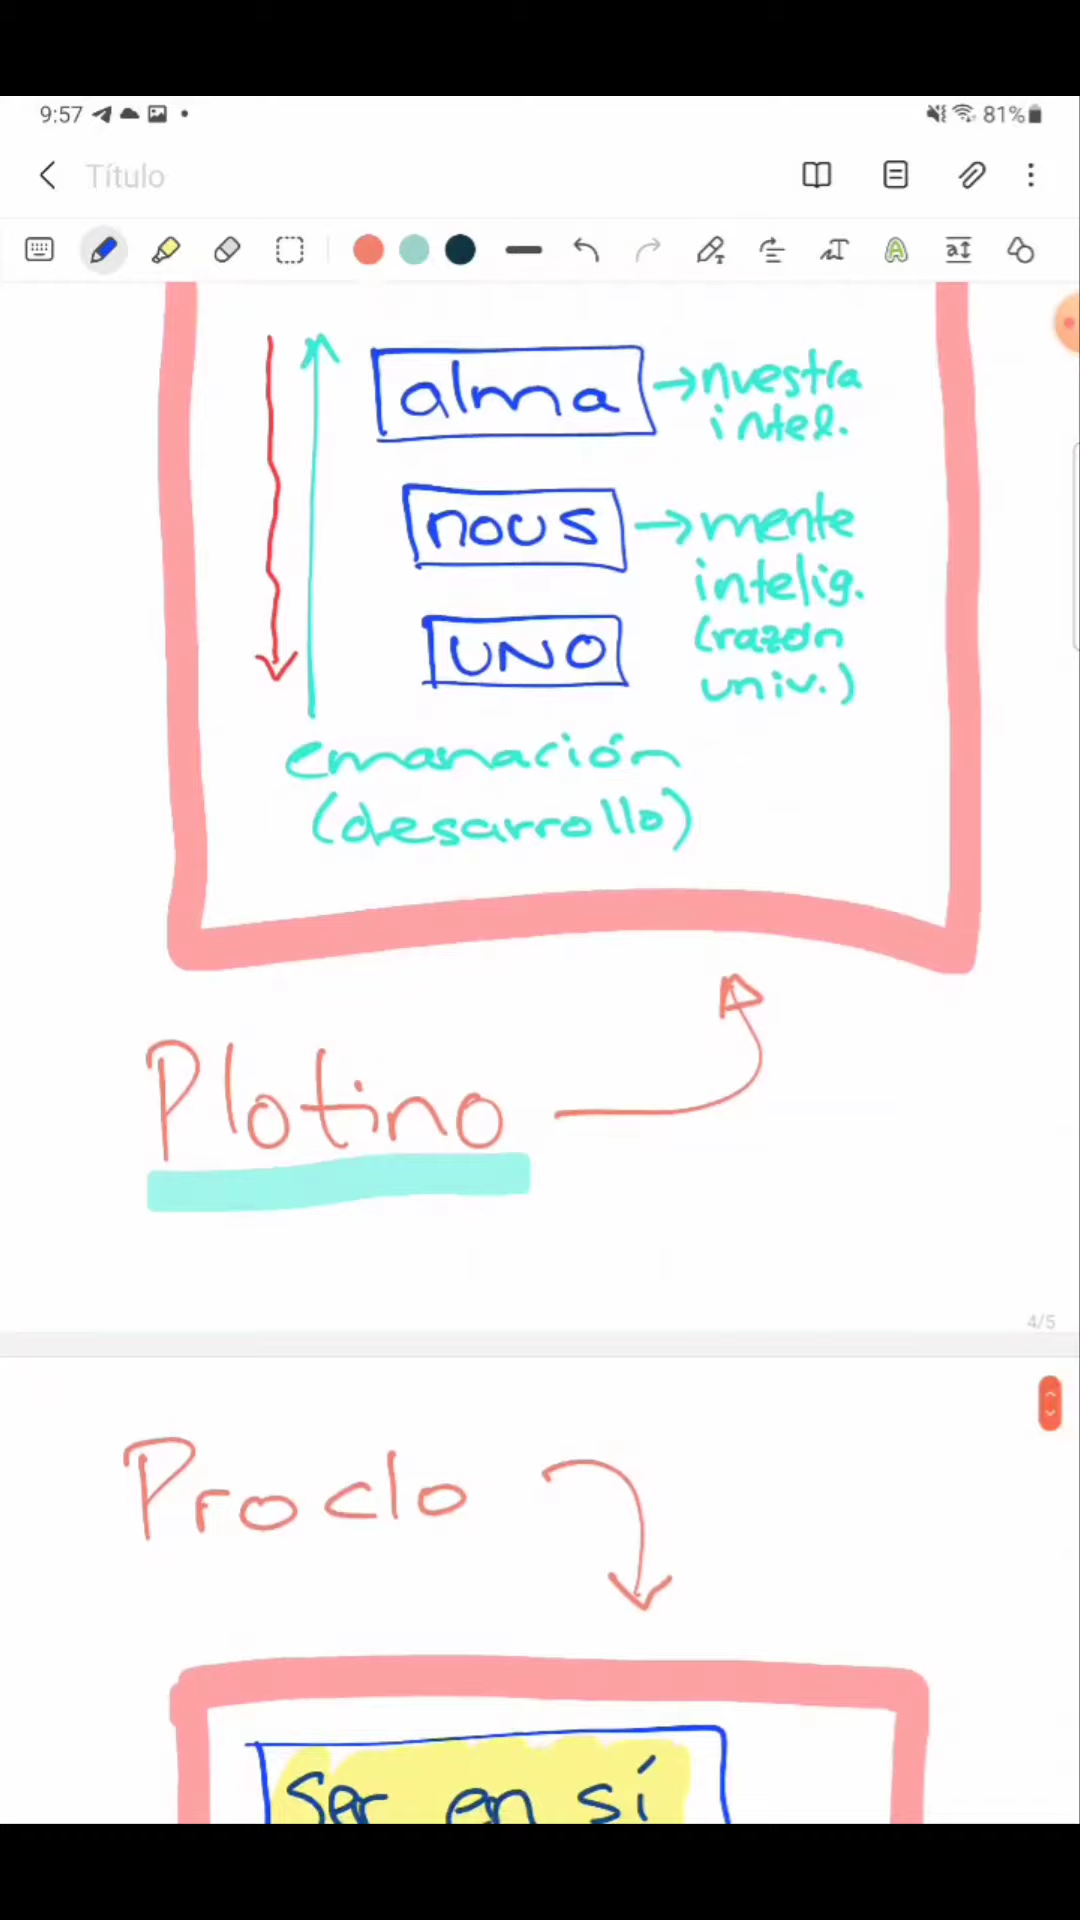 9:57
81%
Título
alma → nuestra
intel.
nous → mente
intelig.
UNO
(razón
univ.)
emanación
(desarrollo)
Plotino
4/5
Proclo
Ser en sí